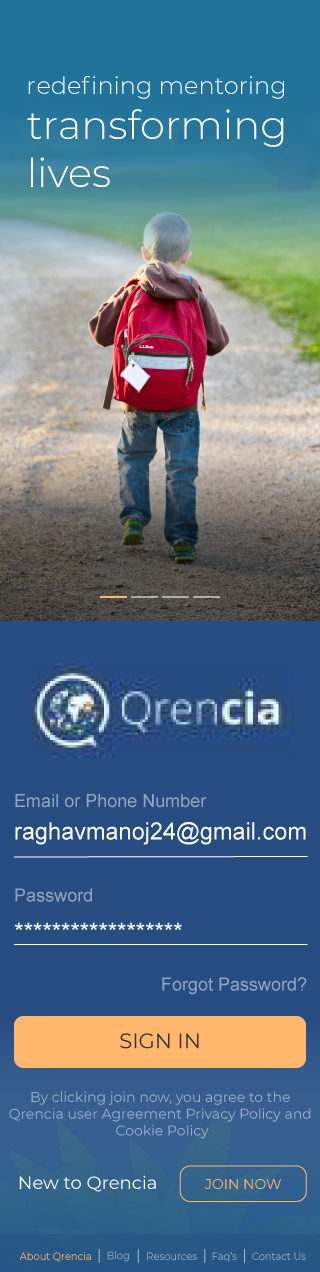 redefining mentoring
transforming
lives
L.L.Bean
Qrencia
Email or Phone Number
raghavmanoj24@gmail.com
Password
******************
Forgot Password?
SIGN IN
By clicking join now, you agree to the
Qrencia user Agreement Privacy Policy and
Cookie Policy
New to Qrencia
JOIN NOW
About Qrencia | Blog | Resources | Faq's | Contact Us